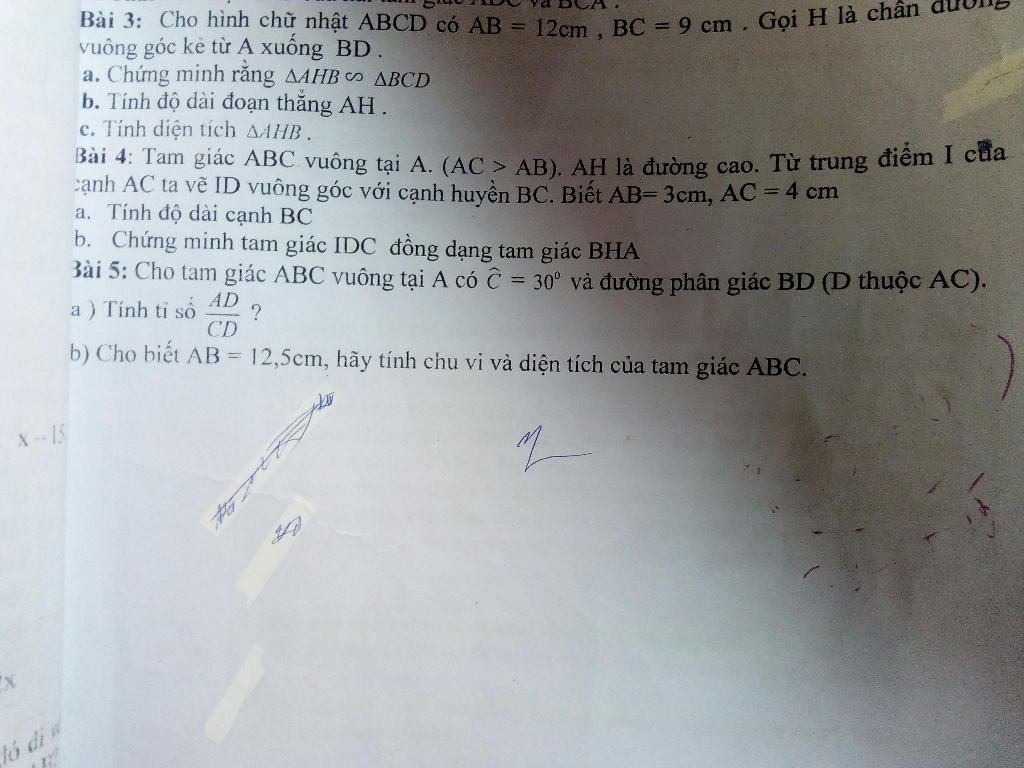 giác ADC và BCA .
Bài 3: Cho hình chữ nhật ABCD có AB = 12cm , BC = 9 cm . Gọi H là chân đường
vuông góc kẻ từ A xuống BD .
a. Chứng minh rằng ΔAHB ∽ ΔBCD
b. Tính độ dài đoạn thẳng AH .
c. Tính diện tích ΔAHB .
Bài 4: Tam giác ABC vuông tại A. (AC > AB). AH là đường cao. Từ trung điểm I của
cạnh AC ta vẽ ID vuông góc với cạnh huyền BC. Biết AB= 3cm, AC = 4 cm
a. Tính độ dài cạnh BC
b. Chứng minh tam giác IDC đồng dạng tam giác BHA
Bài 5: Cho tam giác ABC vuông tại A có Ĉ = 30⁰ và đường phân giác BD (D thuộc AC).
a ) Tính tỉ số AD/CD ?
b) Cho biết AB = 12,5cm, hãy tính chu vi và diện tích của tam giác ABC.
x – 15